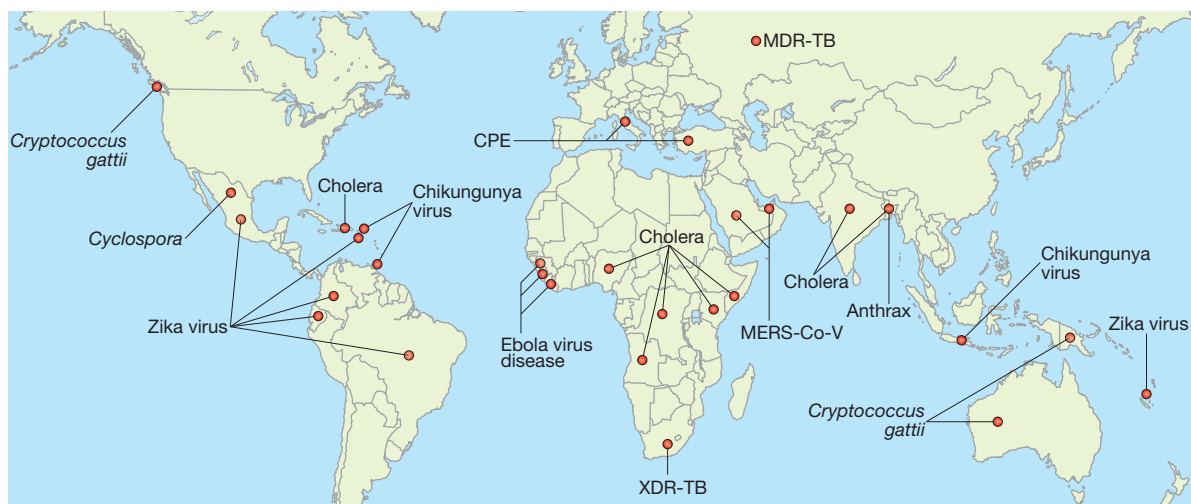 MDR-TB
Cryptococcus
gattii
CPE
Cholera
Chikungunya
virus
Cyclospora
Cholera
Cholera
Chikungunya
virus
Anthrax
Zika virus
Zika virus
Ebola virus
disease
MERS-Co-V
Cryptococcus
gattii
XDR-TB